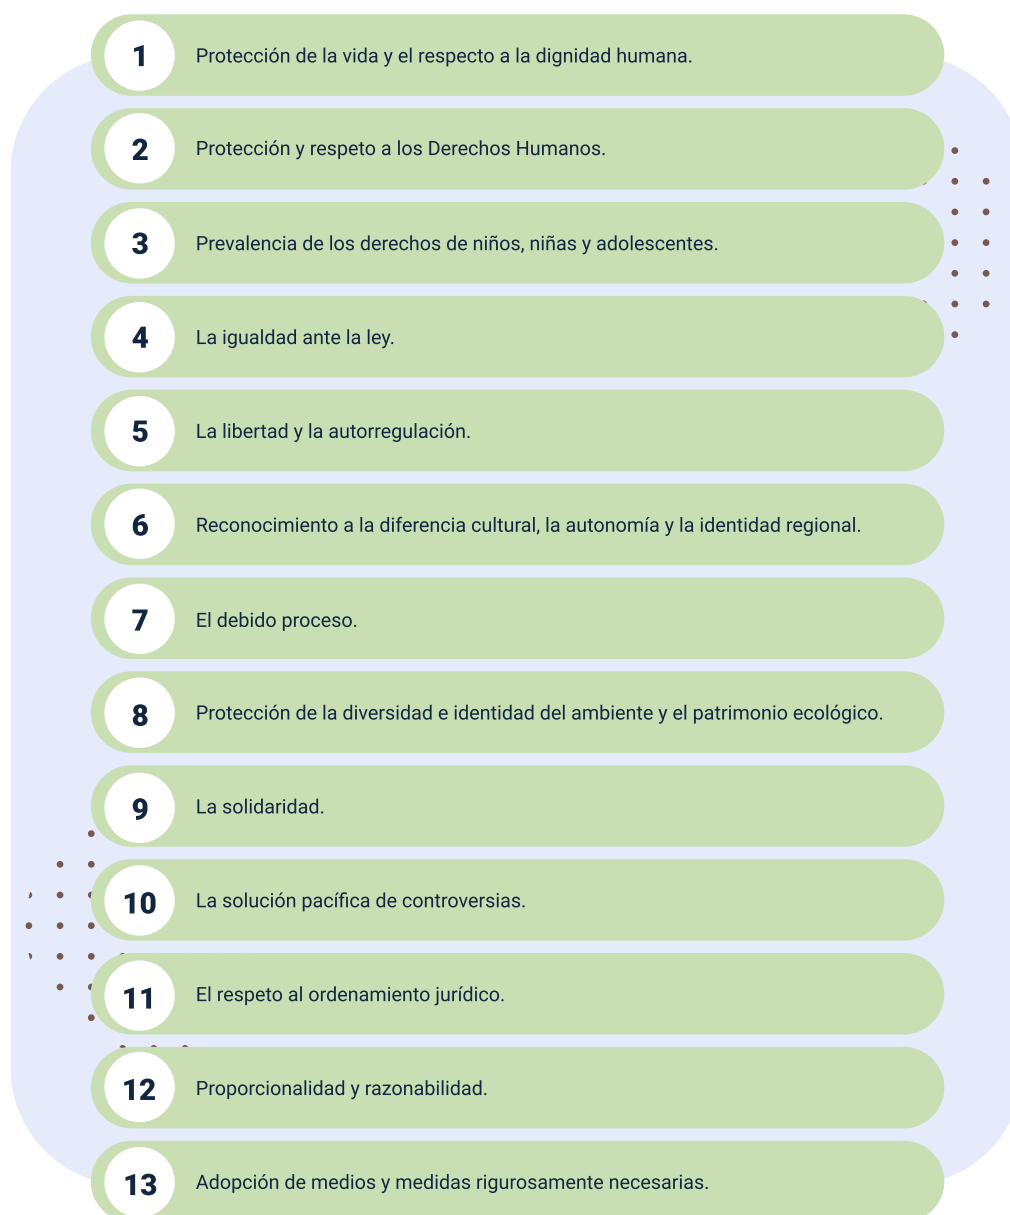 1 Protección de la vida y el respecto a la dignidad humana.
2 Protección y respeto a los Derechos Humanos.
3 Prevalencia de los derechos de niños, niñas y adolescentes.
4 La igualdad ante la ley.
5 La libertad y la autorregulación.
6 Reconocimiento a la diferencia cultural, la autonomía y la identidad regional.
7 El debido proceso.
8 Protección de la diversidad e identidad del ambiente y el patrimonio ecológico.
9 La solidaridad.
10 La solución pacífica de controversias.
11 El respeto al ordenamiento jurídico.
12 Proporcionalidad y razonabilidad.
13 Adopción de medios y medidas rigurosamente necesarias.